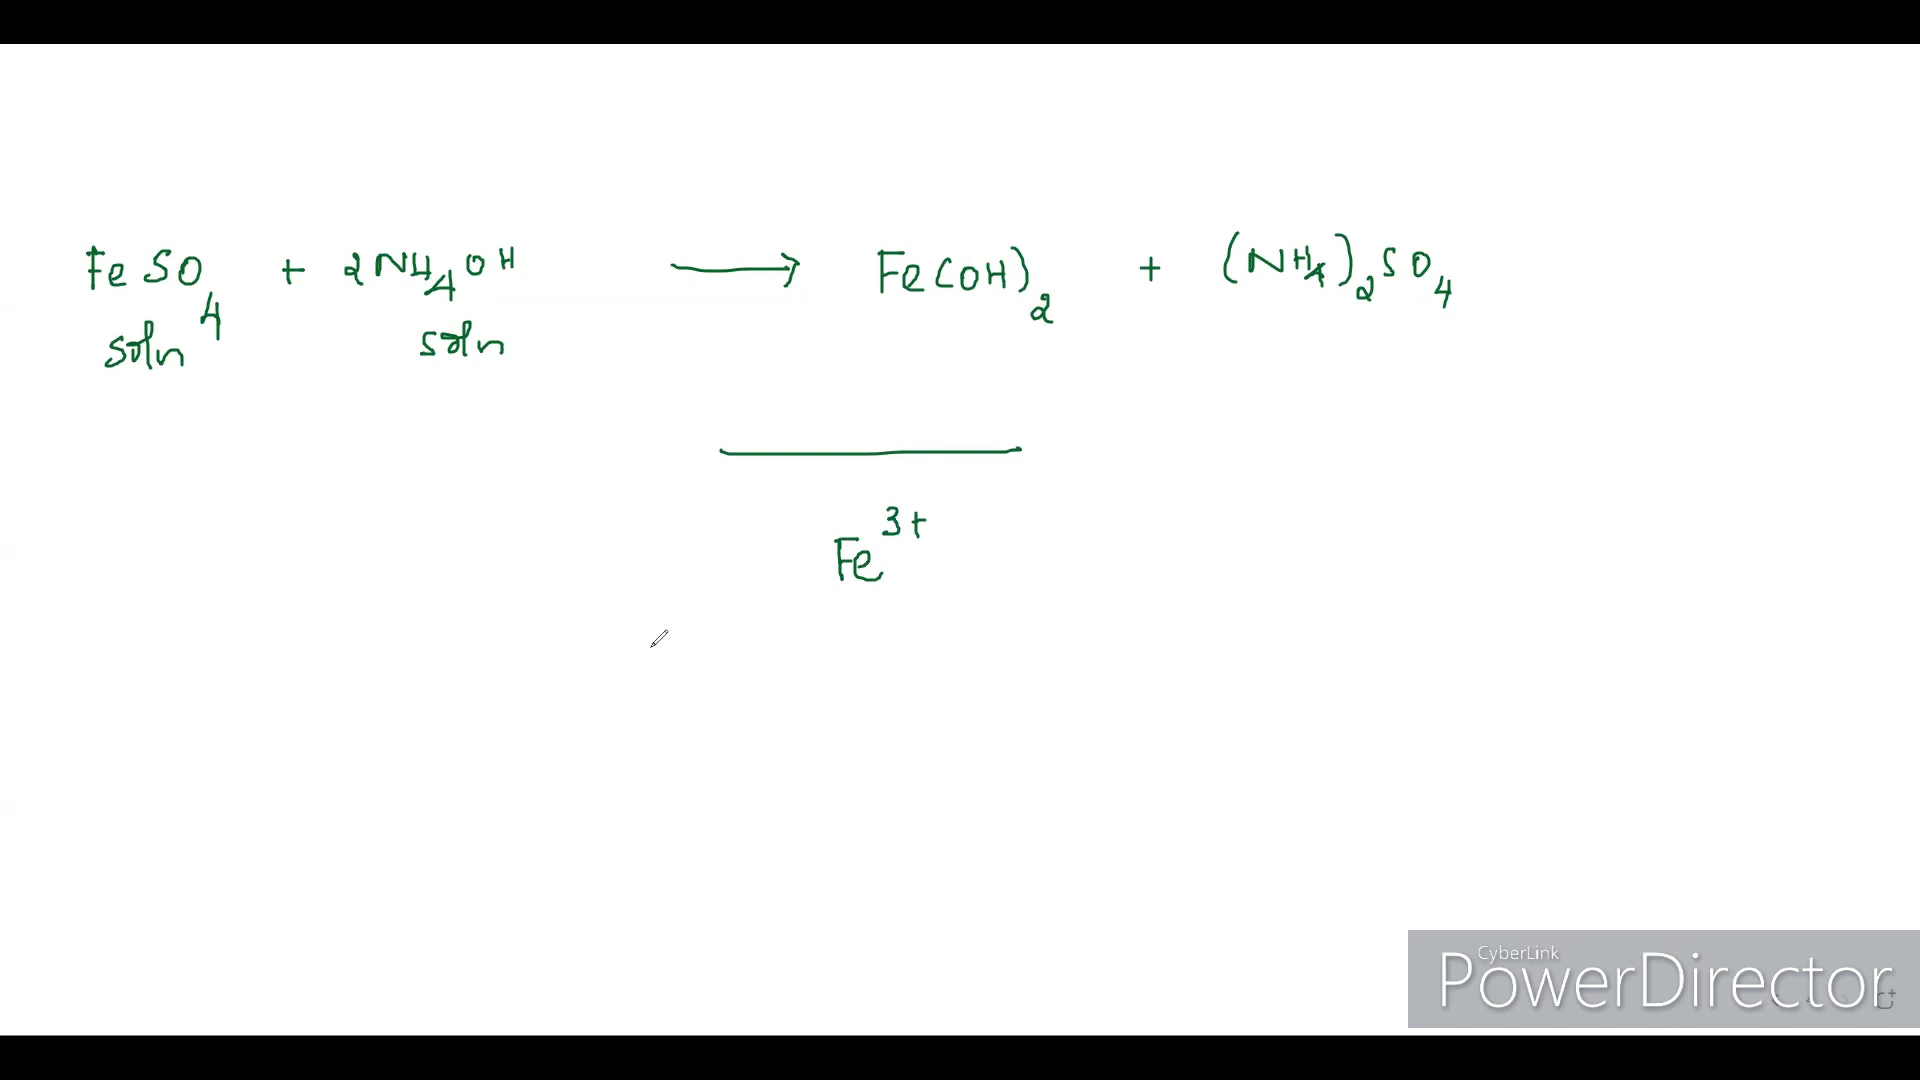 FeSO₄ + 2NH₄OH ⟶ Fe(OH)₂ + (NH₄)₂SO₄
soln soln
Fe³⁺
CyberLink
PowerDirector